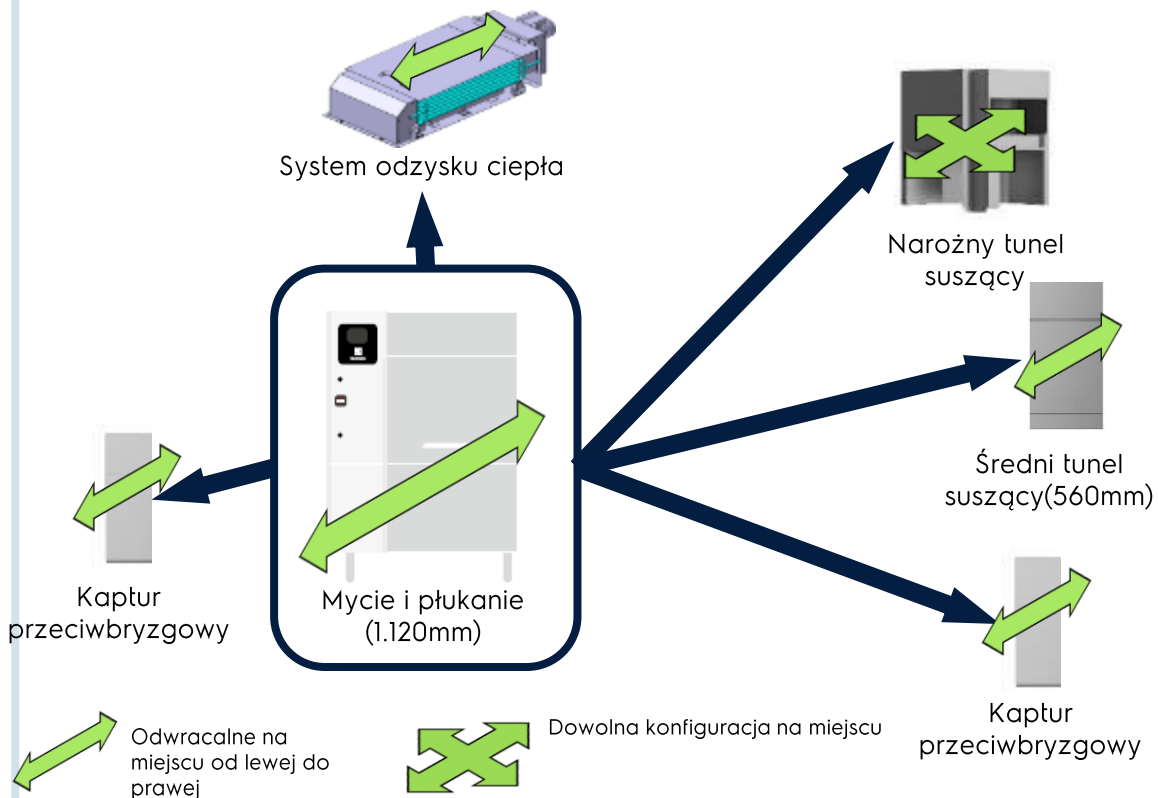 System odzysku ciepła
Narożny tunel
suszący
Średni tunel
suszący(560mm)
Mycie i płukanie
(1.120mm)
Kaptur
przeciwbryzgowy
Kaptur
przeciwbryzgowy
Odwracalne na
miejscu od lewej do
prawej
Dowolna konfiguracja na miejscu